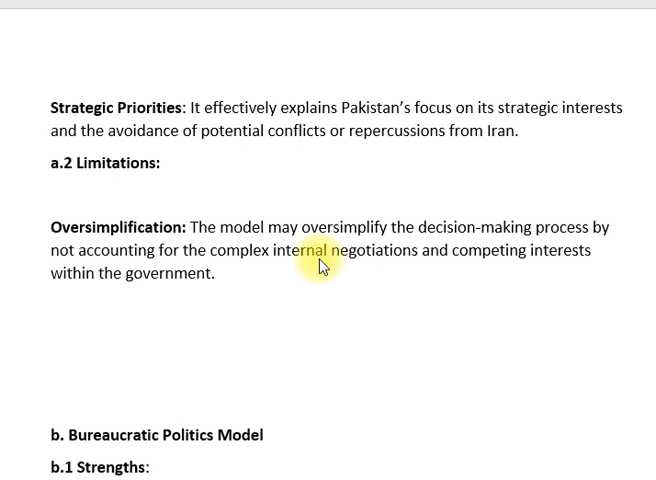 Strategic Priorities: It effectively explains Pakistan’s focus on its strategic interests
and the avoidance of potential conflicts or repercussions from Iran.
a.2 Limitations:
Oversimplification: The model may oversimplify the decision-making process by
not accounting for the complex internal negotiations and competing interests
within the government.
b. Bureaucratic Politics Model
b.1 Strengths: